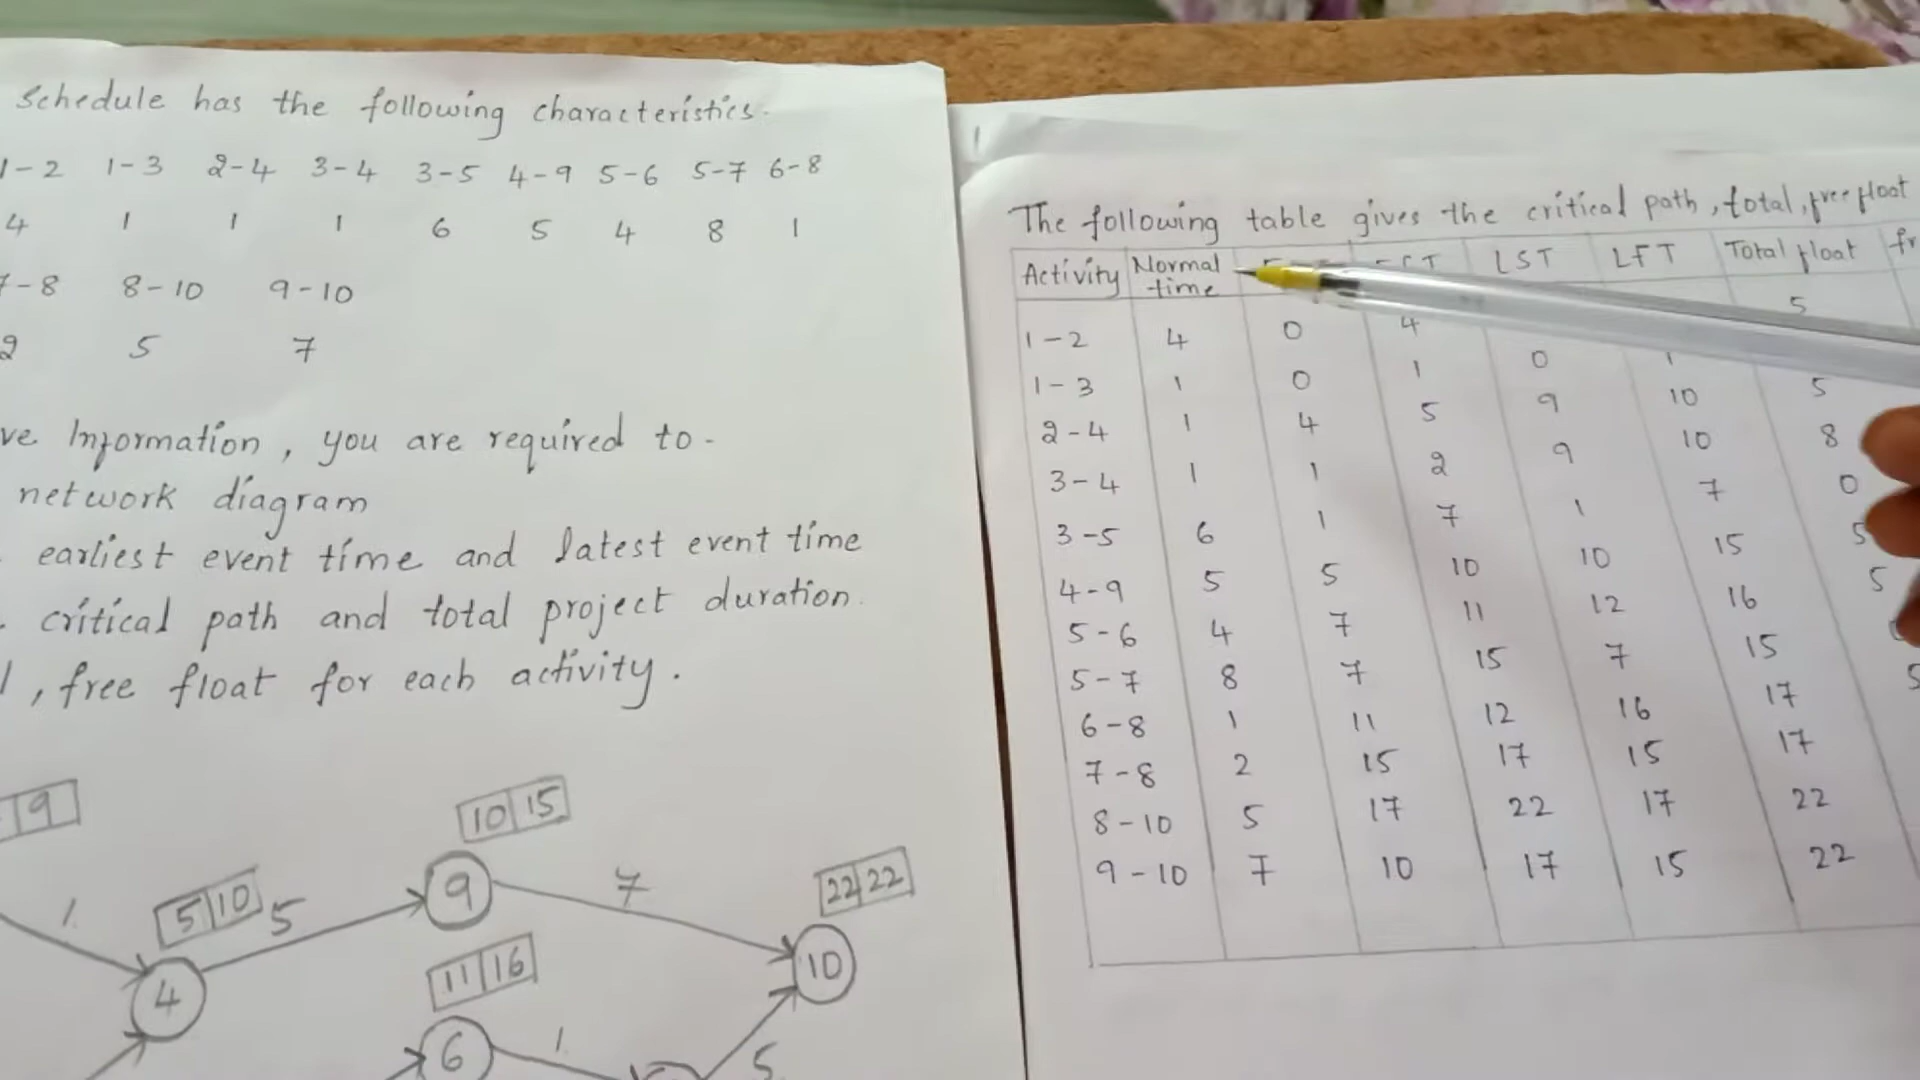 Schedule has the following characteristics.
1-2 1-3 2-4 3-4 3-5 4-9 5-6 5-7 6-8
4 1 1 1 6 5 4 8 1
7-8 8-10 9-10
2 5 7
ve Information, you are required to -
network diagram
earliest event time and latest event time
critical path and total project duration.
, free float for each activity.
9
10 15
1
5 10
5
9
7
22 22
4
11 16
10
6
1
5
The following table gives the critical path, total, free float
Activity Normal time LST LFT Total float fr
1-2 4 0 4 5
1-3 1 0 1 0 1
2-4 1 4 5 9 10 5
3-4 1 1 2 9 10 8
3-5 6 1 7 1 7 0
4-9 5 5 10 10 15 5
5-6 4 7 11 12 16 5
5-7 8 7 15 7 15
6-8 1 11 12 16 17 5
7-8 2 15 17 15 17
8-10 5 17 22 17 22
9-10 7 10 17 15 22